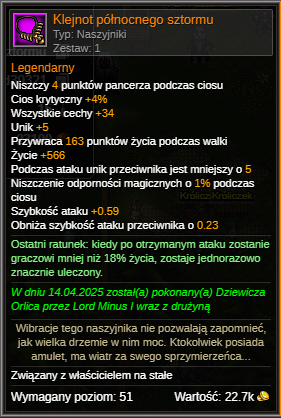 Klejnot północnego sztormu
Typ: Naszyjniki
Zestaw: 1
Legendarny
Niszczy 4 punktów pancerza podczas ciosu
Cios krytyczny +4%
Wszystkie cechy +34
Unik +5
Przywraca 163 punktów życia podczas walki
Życie +566
Podczas ataku unik przeciwnika jest mniejszy o 5
Niszczenie odporności magicznych o 1% podczas
ciosu
Szybkość ataku +0.59
Obniża szybkość ataku przeciwnika o 0.23
Ostatni ratunek: kiedy po otrzymanym ataku zostanie
graczowi mniej niż 18% życia, zostaje jednorazowo
znacznie uleczony.
W dniu 14.04.2025 został(a) pokonany(a) Dziewicza
Orlica przez Lord Minus I wraz z drużyną
Wibracje tego naszyjnika nie pozwalają zapomnieć,
jak wielka drzemie w nim moc. Ktokolwiek posiada
amulet, ma wiatr za swego sprzymierzeńca...
Związany z właścicielem na stałe
Wymagany poziom: 51 Wartość: 22.7k